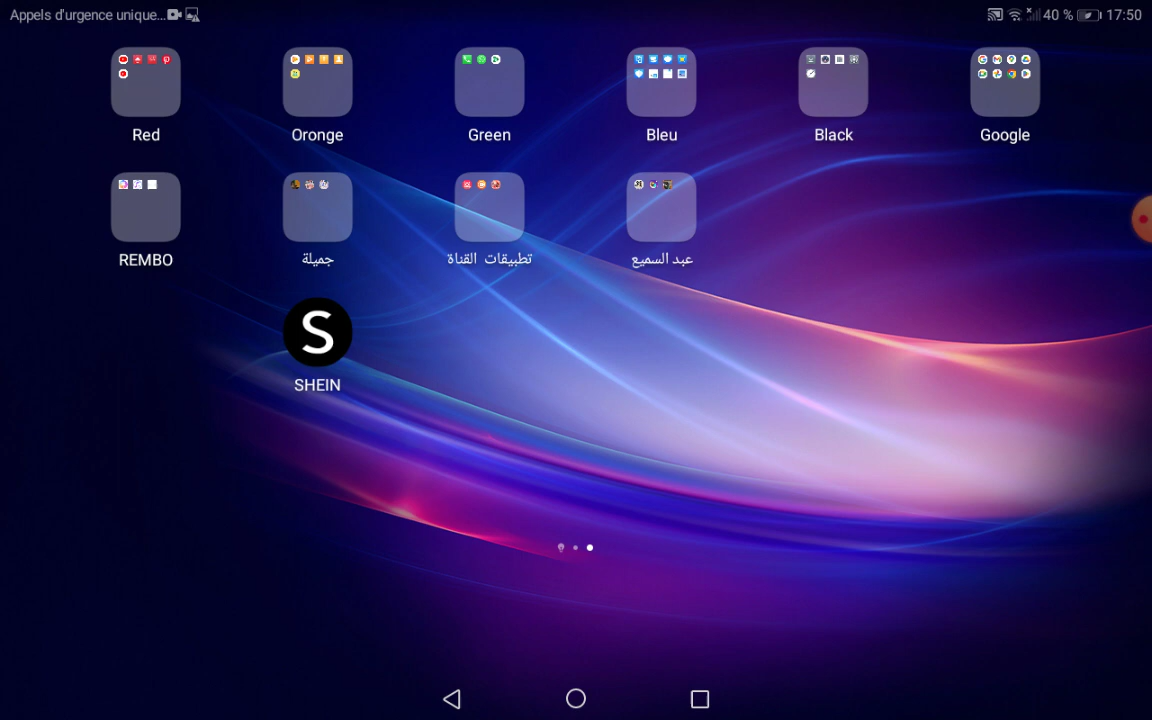 Appels d'urgence unique... 40 % 17:50
Red Oronge Green Bleu Black Google
REMBO جميلة تطبيقات القناة عبد السميع
S
SHEIN